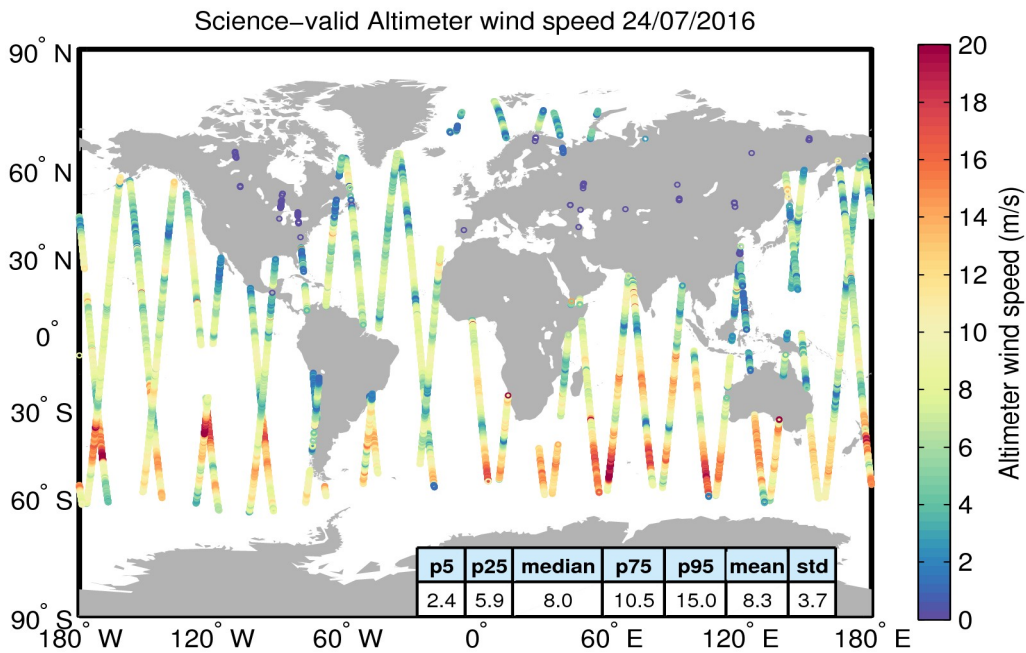 Science−valid Altimeter wind speed 24/07/2016
90° N
60° N
30° N
0°
30° S
60° S
90° S
180° W
120° W
60° W
0°
60° E
120° E
180° E
p5 p25 median p75 p95 mean std
2.4 5.9 8.0 10.5 15.0 8.3 3.7
20
18
16
14
12
10
8
6
4
2
0
Altimeter wind speed (m/s)